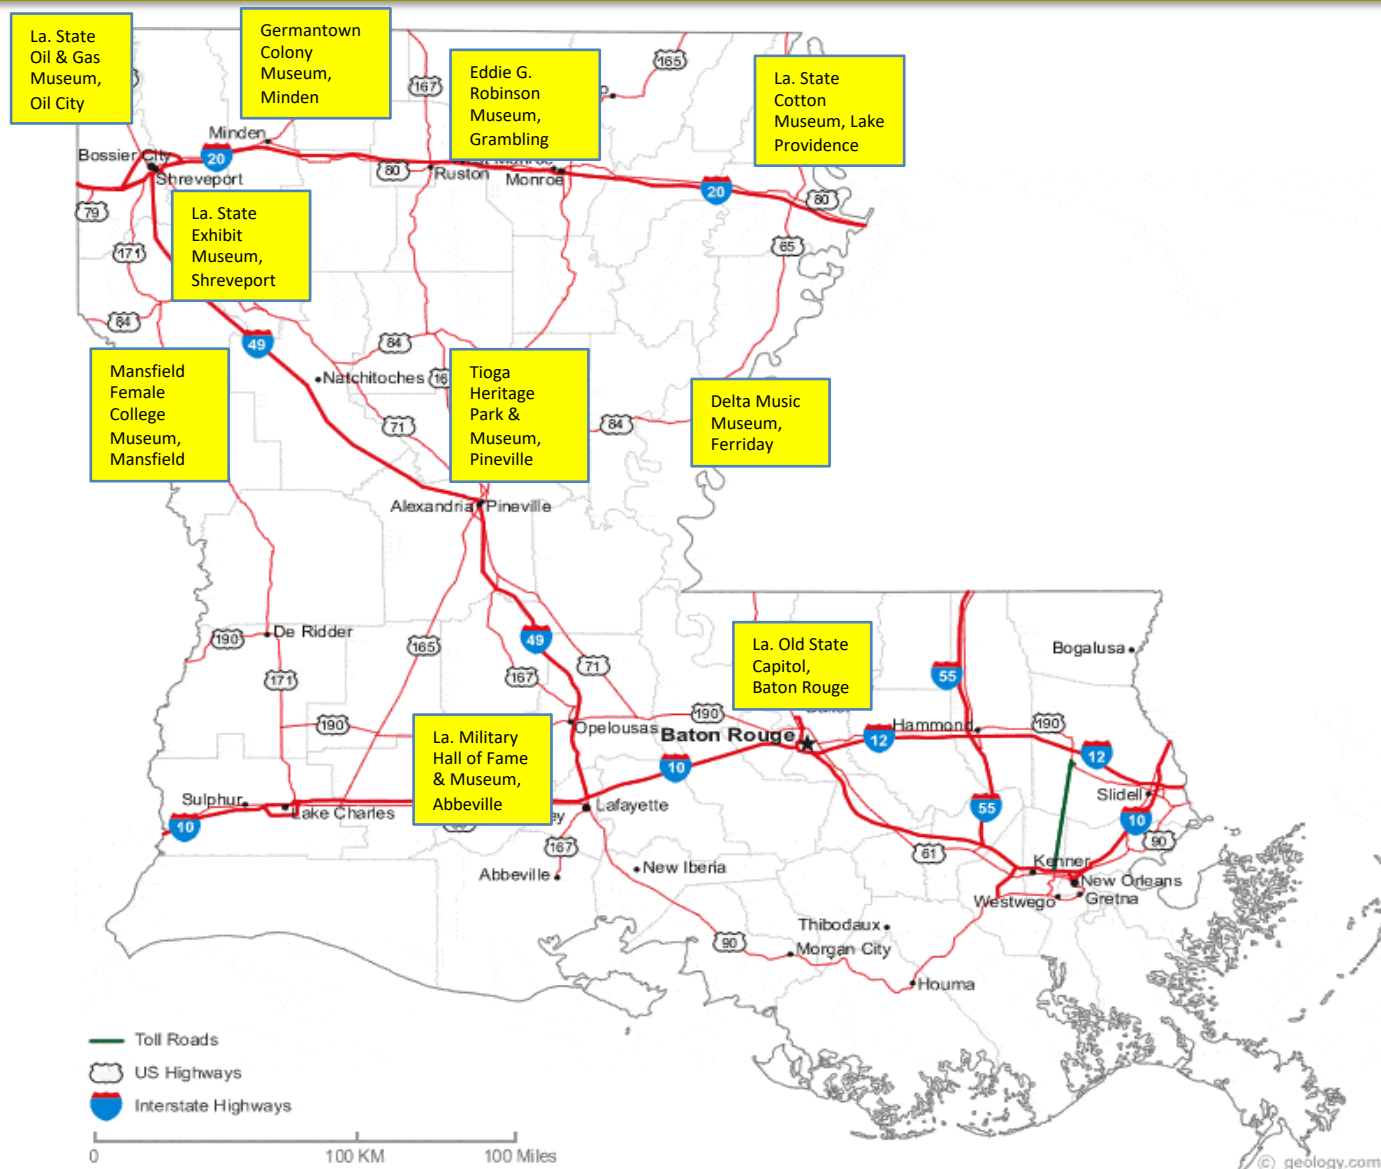 La. State
Oil & Gas
Museum,
Oil City
Germantown
Colony
Museum,
Minden
Eddie G.
Robinson
Museum,
Grambling
La. State
Cotton
Museum, Lake
Providence
167
165
Minden
Bossier City
20
Shreveport
80
Ruston
Monroe
20
80
79
La. State
Exhibit
Museum,
Shreveport
171
65
84
49
84
Natchitoches
16
Mansfield
Female
College
Museum,
Mansfield
Tioga
Heritage
Park &
Museum,
Pineville
71
84
Delta Music
Museum,
Ferriday
Alexandria
Pineville
190
De Ridder
165
49
71
171
167
La. Old State
Capitol,
Baton Rouge
Bogalusa
55
190
190
Opelousas
Baton Rouge
12
Hammond
190
12
La. Military
Hall of Fame
& Museum,
Abbeville
10
Sulphur
Lake Charles
10
ey
Lafayette
55
Slidell
10
90
167
61
Abbeville
New Iberia
Kenner
New Orleans
Westwego
Gretna
Thibodaux
90
Morgan City
Houma
Toll Roads
US Highways
Interstate Highways
0
100 KM
100 Miles
© geology.com